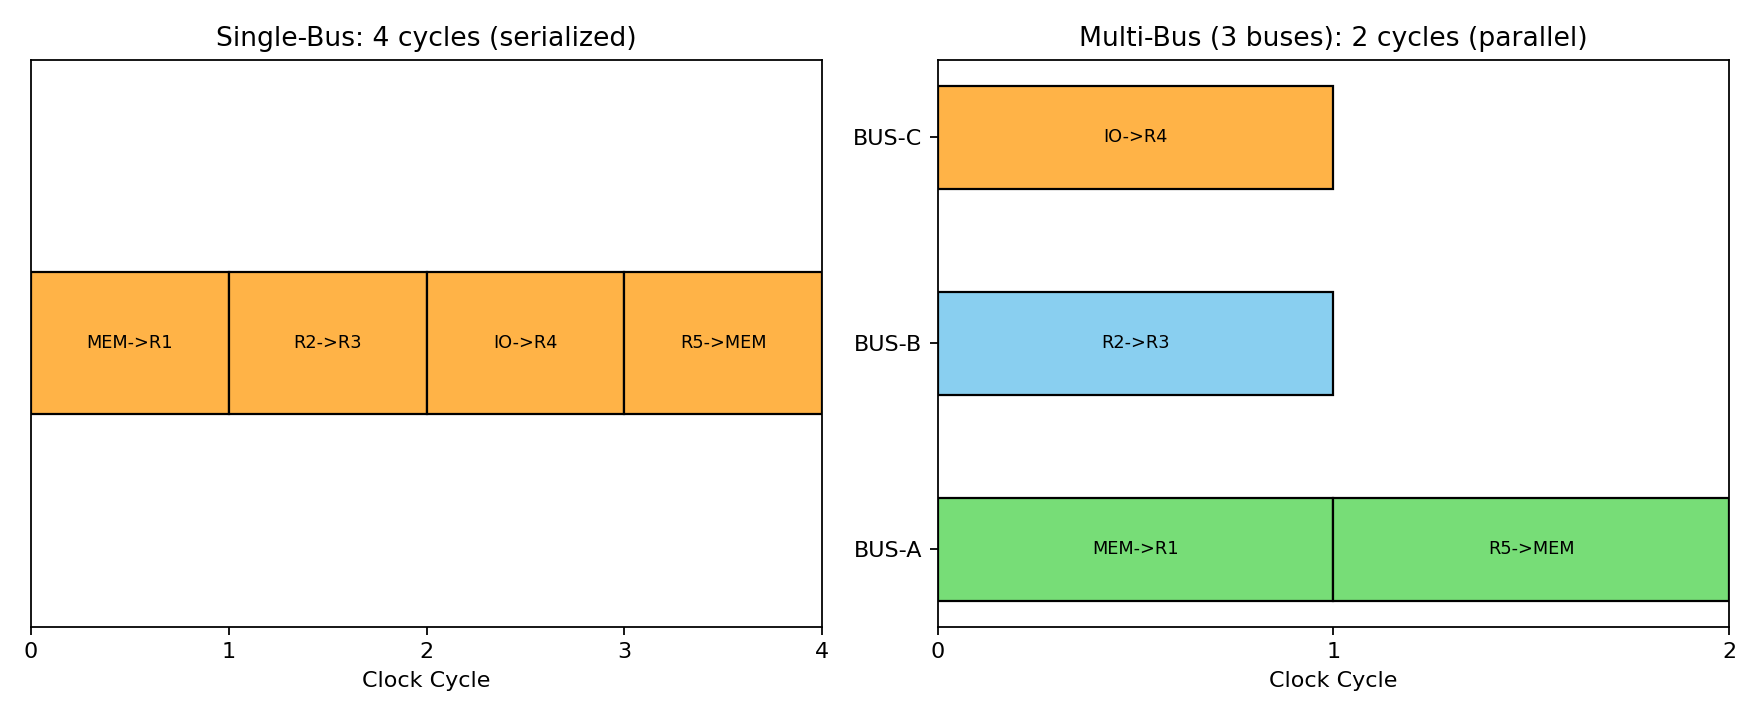 Single-Bus: 4 cycles (serialized)
MEM->R1
R2->R3
IO->R4
R5->MEM
0
1
2
3
4
Clock Cycle
Multi-Bus (3 buses): 2 cycles (parallel)
BUS-C
IO->R4
BUS-B
R2->R3
BUS-A
MEM->R1
R5->MEM
0
1
2
Clock Cycle